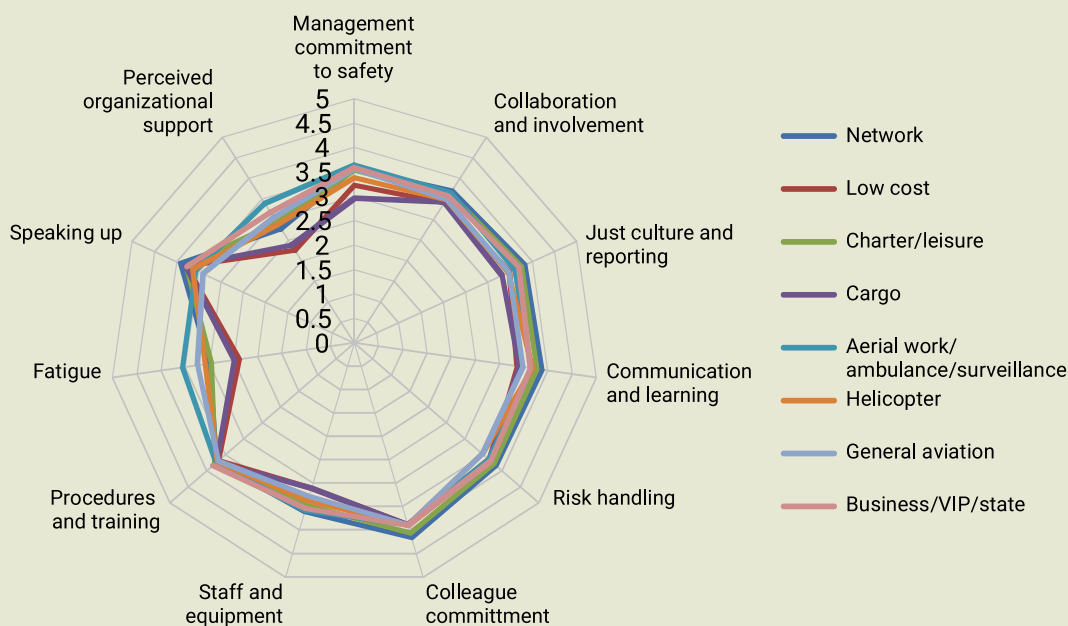 Management
commitment
to safety
Perceived
organizational
support
Collaboration
and involvement
5
4.5
4
3.5
3
2.5
2
1.5
1
0.5
0
Speaking up
Just culture and
reporting
Fatigue
Communication
and learning
Procedures
and training
Risk handling
Staff and
equipment
Colleague
committment
Network
Low cost
Charter/leisure
Cargo
Aerial work/
ambulance/surveillance
Helicopter
General aviation
Business/VIP/state